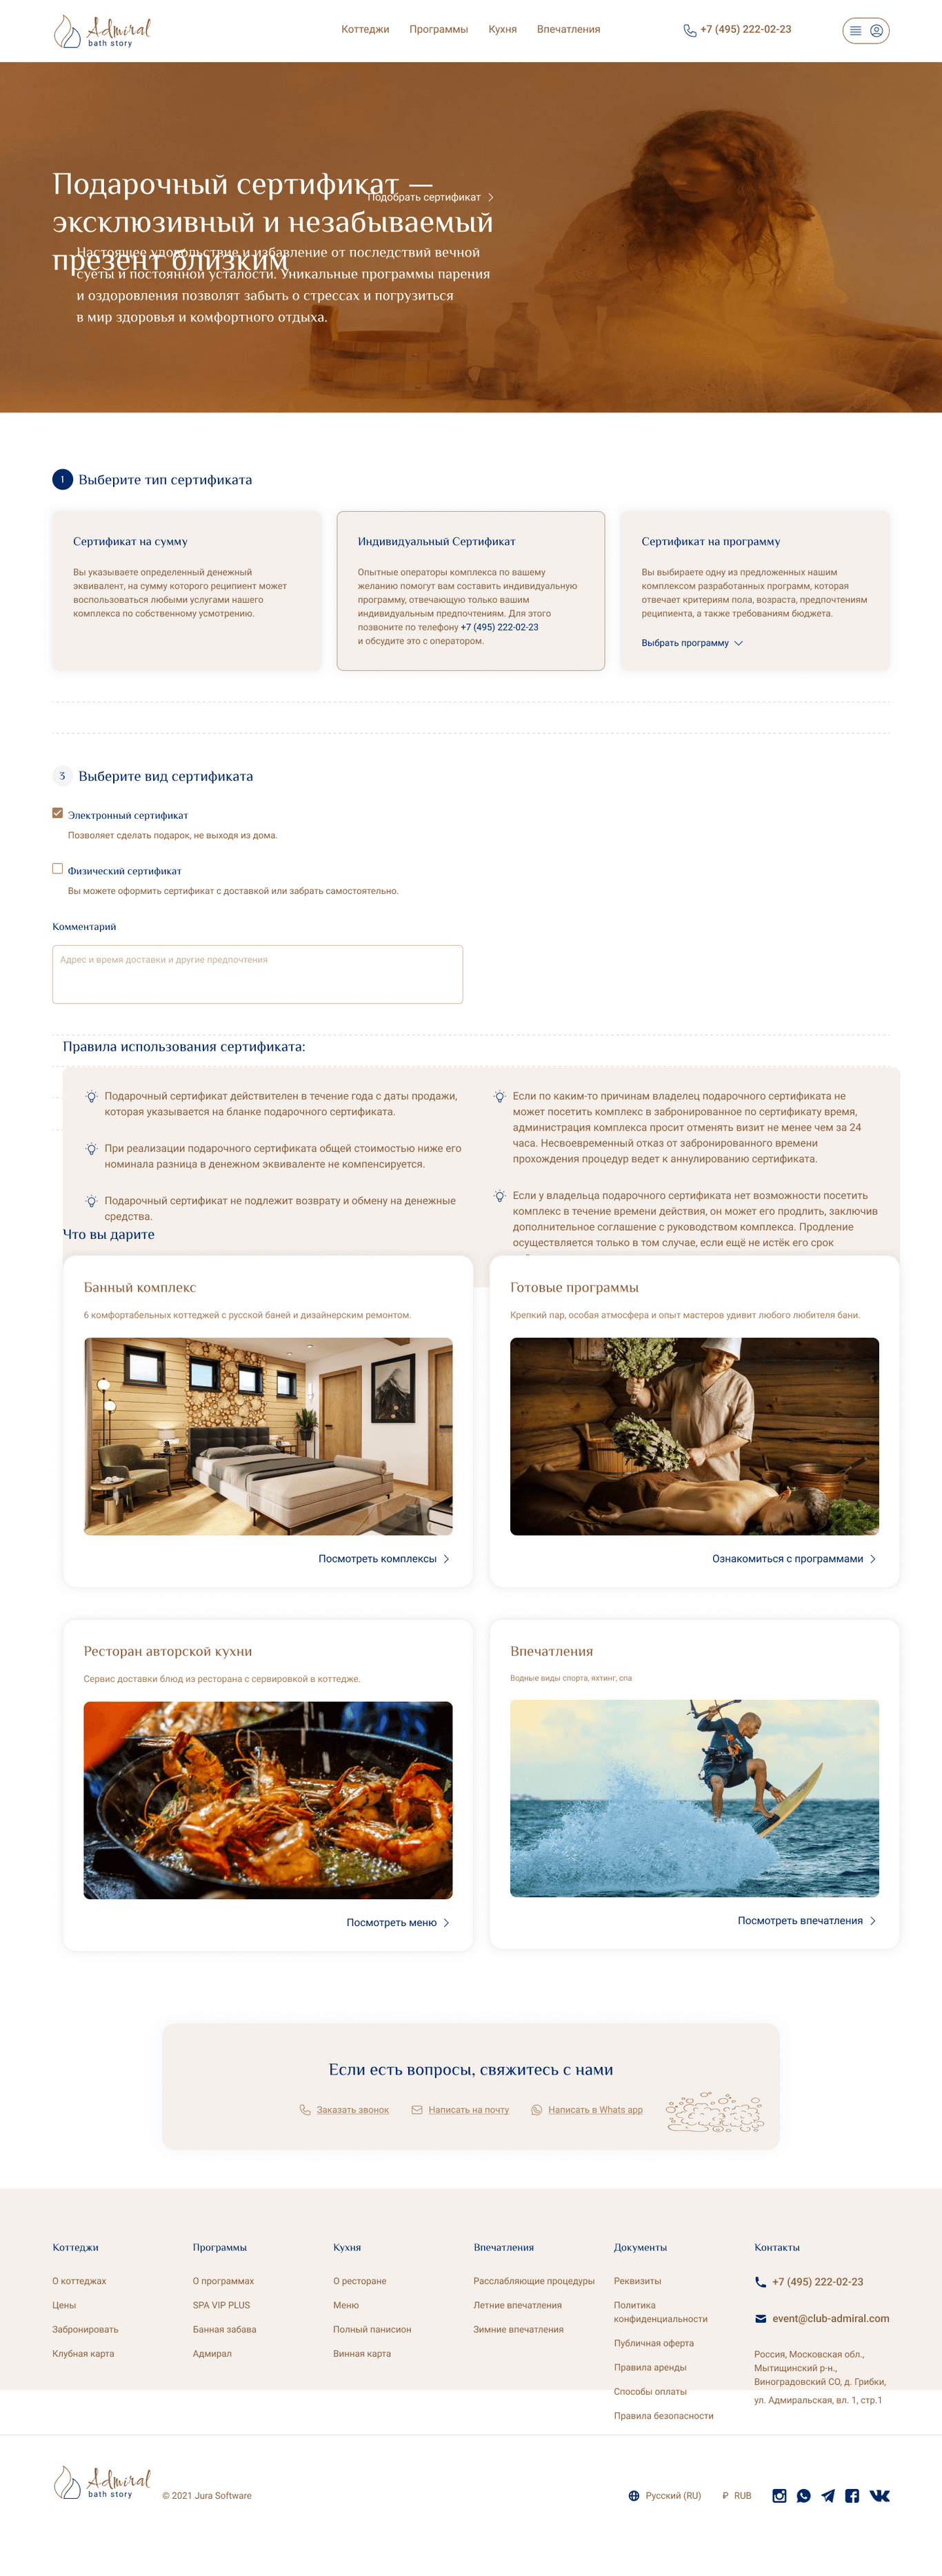 Admiral
bath story
Коттеджи Программы Кухня Впечатления
+7 (495) 222-02-23
Подарочный сертификат —
эксклюзивный и незабываемый
презент близким
Подобрать сертификат
Настоящее удовольствие и избавление от последствий вечной
суеты и постоянной усталости. Уникальные программы парения
и оздоровления позволят забыть о стрессах и погрузиться
в мир здоровья и комфортного отдыха.
1 Выберите тип сертификата
Сертификат на сумму
Вы указываете определенный денежный
эквивалент, на сумму которого реципиент может
воспользоваться любыми услугами нашего
комплекса по собственному усмотрению.
Индивидуальный Сертификат
Опытные операторы комплекса по вашему
желанию помогут вам составить индивидуальную
программу, отвечающую только вашим
индивидуальным предпочтениям. Для этого
позвоните по телефону +7 (495) 222-02-23
и обсудите это с оператором.
Сертификат на программу
Вы выбираете одну из предложенных нашим
комплексом разработанных программ, которая
отвечает критериям пола, возраста, предпочтениям
реципиента, а также требованиям бюджета.
Выбрать программу
3 Выберите вид сертификата
Электронный сертификат
Позволяет сделать подарок, не выходя из дома.
Физический сертификат
Вы можете оформить сертификат с доставкой или забрать самостоятельно.
Комментарий
Адрес и время доставки и другие предпочтения
Правила использования сертификата:
Подарочный сертификат действителен в течение года с даты продажи,
которая указывается на бланке подарочного сертификата.
При реализации подарочного сертификата общей стоимостью ниже его
номинала разница в денежном эквиваленте не компенсируется.
Подарочный сертификат не подлежит возврату и обмену на денежные
средства.
Если по каким-то причинам владелец подарочного сертификата не
может посетить комплекс в забронированное по сертификату время,
администрация комплекса просит отменять визит не менее чем за 24
часа. Несвоевременный отказ от забронированного времени
прохождения процедур ведет к аннулированию сертификата.
Если у владельца подарочного сертификата нет возможности посетить
комплекс в течение времени действия, он может его продлить, заключив
дополнительное соглашение с руководством комплекса. Продление
осуществляется только в том случае, если ещё не истёк его срок
Что вы дарите
Банный комплекс
6 комфортабельных коттеджей с русской баней и дизайнерским ремонтом.
Посмотреть комплексы
Готовые программы
Крепкий пар, особая атмосфера и опыт мастеров удивит любого любителя бани.
Ознакомиться с программами
Ресторан авторской кухни
Сервис доставки блюд из ресторана с сервировкой в коттедже.
Посмотреть меню
Впечатления
Водные виды спорта, яхтинг, спа
Посмотреть впечатления
Если есть вопросы, свяжитесь с нами
Заказать звонок Написать на почту Написать в Whats app
Коттеджи
О коттеджах
Цены
Забронировать
Клубная карта
Программы
О программах
SPA VIP PLUS
Банная забава
Адмирал
Кухня
О ресторане
Меню
Полный панисион
Винная карта
Впечатления
Расслабляющие процедуры
Летние впечатления
Зимние впечатления
Документы
Реквизиты
Политика
конфиденциальности
Публичная оферта
Правила аренды
Способы оплаты
Правила безопасности
Контакты
+7 (495) 222-02-23
event@club-admiral.com
Россия, Московская обл.,
Мытищинский р-н.,
Виноградовский СО, д. Грибки,
ул. Адмиральская, вл. 1, стр.1
Admiral
bath story
© 2021 Jura Software
Русский (RU)
₽ RUB